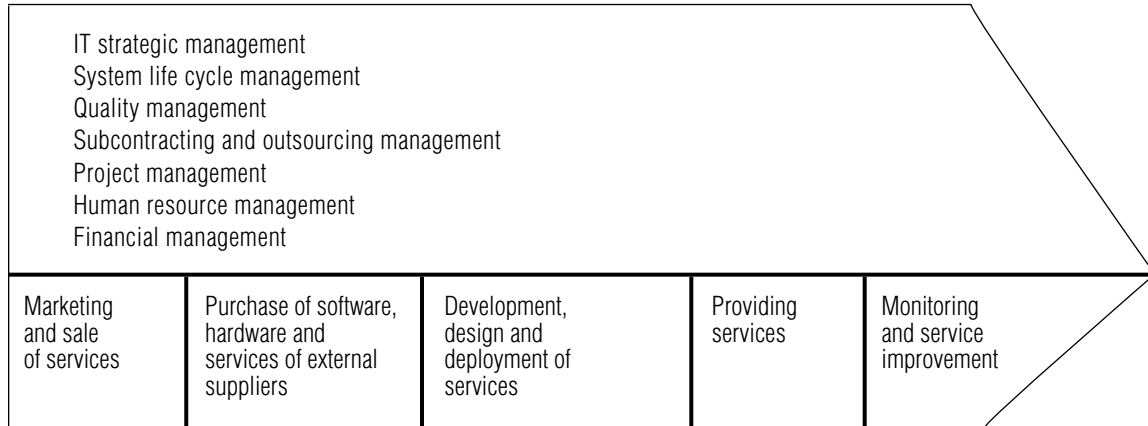 IT strategic management
System life cycle management
Quality management
Subcontracting and outsourcing management
Project management
Human resource management
Financial management
Marketing
and sale
of services
Purchase of software,
hardware and
services of external
suppliers
Development,
design and
deployment of
services
Providing
services
Monitoring
and service
improvement